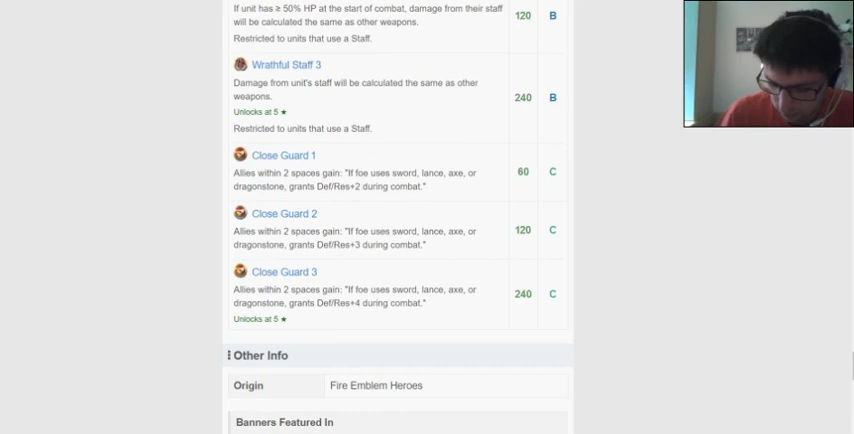 If unit has ≥ 50% HP at the start of combat, damage from their staff
will be calculated the same as other weapons.
Restricted to units that use a Staff.
120 B
Wrathful Staff 3
Damage from unit's staff will be calculated the same as other
weapons.
Unlocks at 5 ★
Restricted to units that use a Staff.
240 B
Close Guard 1
Allies within 2 spaces gain: "If foe uses sword, lance, axe, or
dragonstone, grants Def/Res+2 during combat."
60 C
Close Guard 2
Allies within 2 spaces gain: "If foe uses sword, lance, axe, or
dragonstone, grants Def/Res+3 during combat."
120 C
Close Guard 3
Allies within 2 spaces gain: "If foe uses sword, lance, axe, or
dragonstone, grants Def/Res+4 during combat."
Unlocks at 5 ★
240 C
Other Info
Origin Fire Emblem Heroes
Banners Featured In